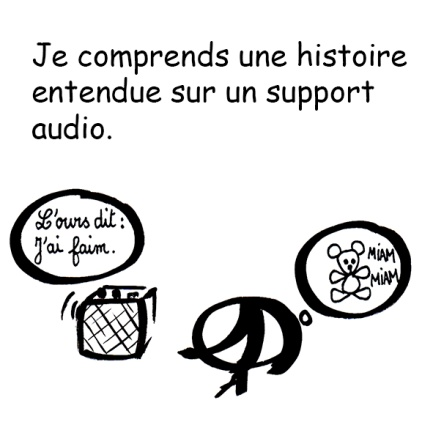 Je comprends une histoire
entendue sur un support
audio.
L'ours dit :
J'ai faim.
MIAM
MIAM